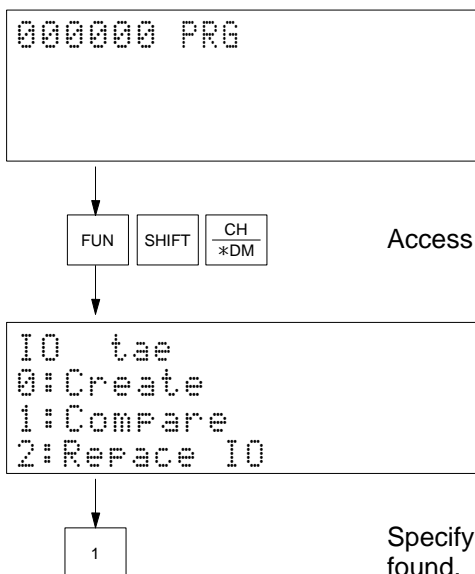 000000 PRG
FUN SHIFT CH *DM Access
IO tae
0:Create
1:Compare
2:Repace IO
1 Specify
found.